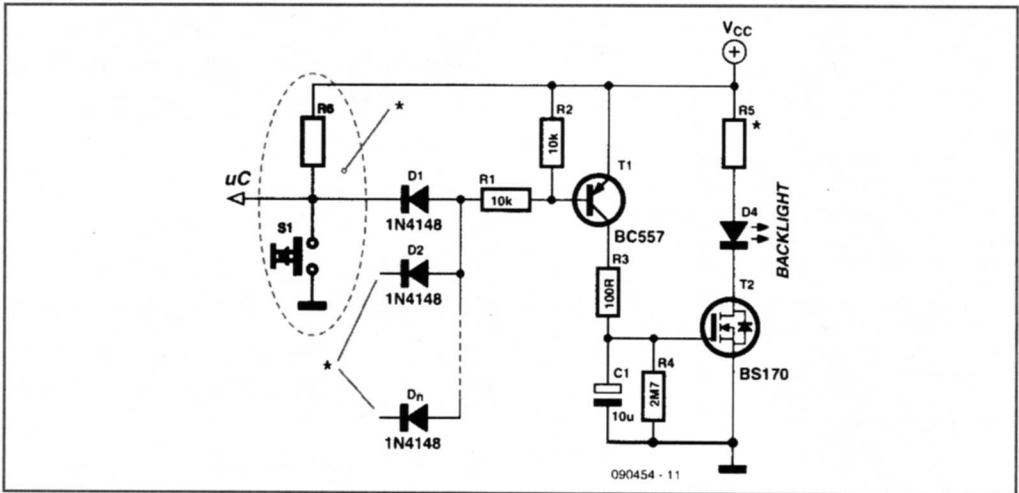 VCC
+
R6
*
R2
10k
R5
*
T1
uC
D1
1N4148
R1
10k
BC557
D4
BACKLIGHT
S1
D2
1N4148
R3
100R
T2
*
C1
10u
R4
2M7
BS170
Dn
1N4148
090454 - 11